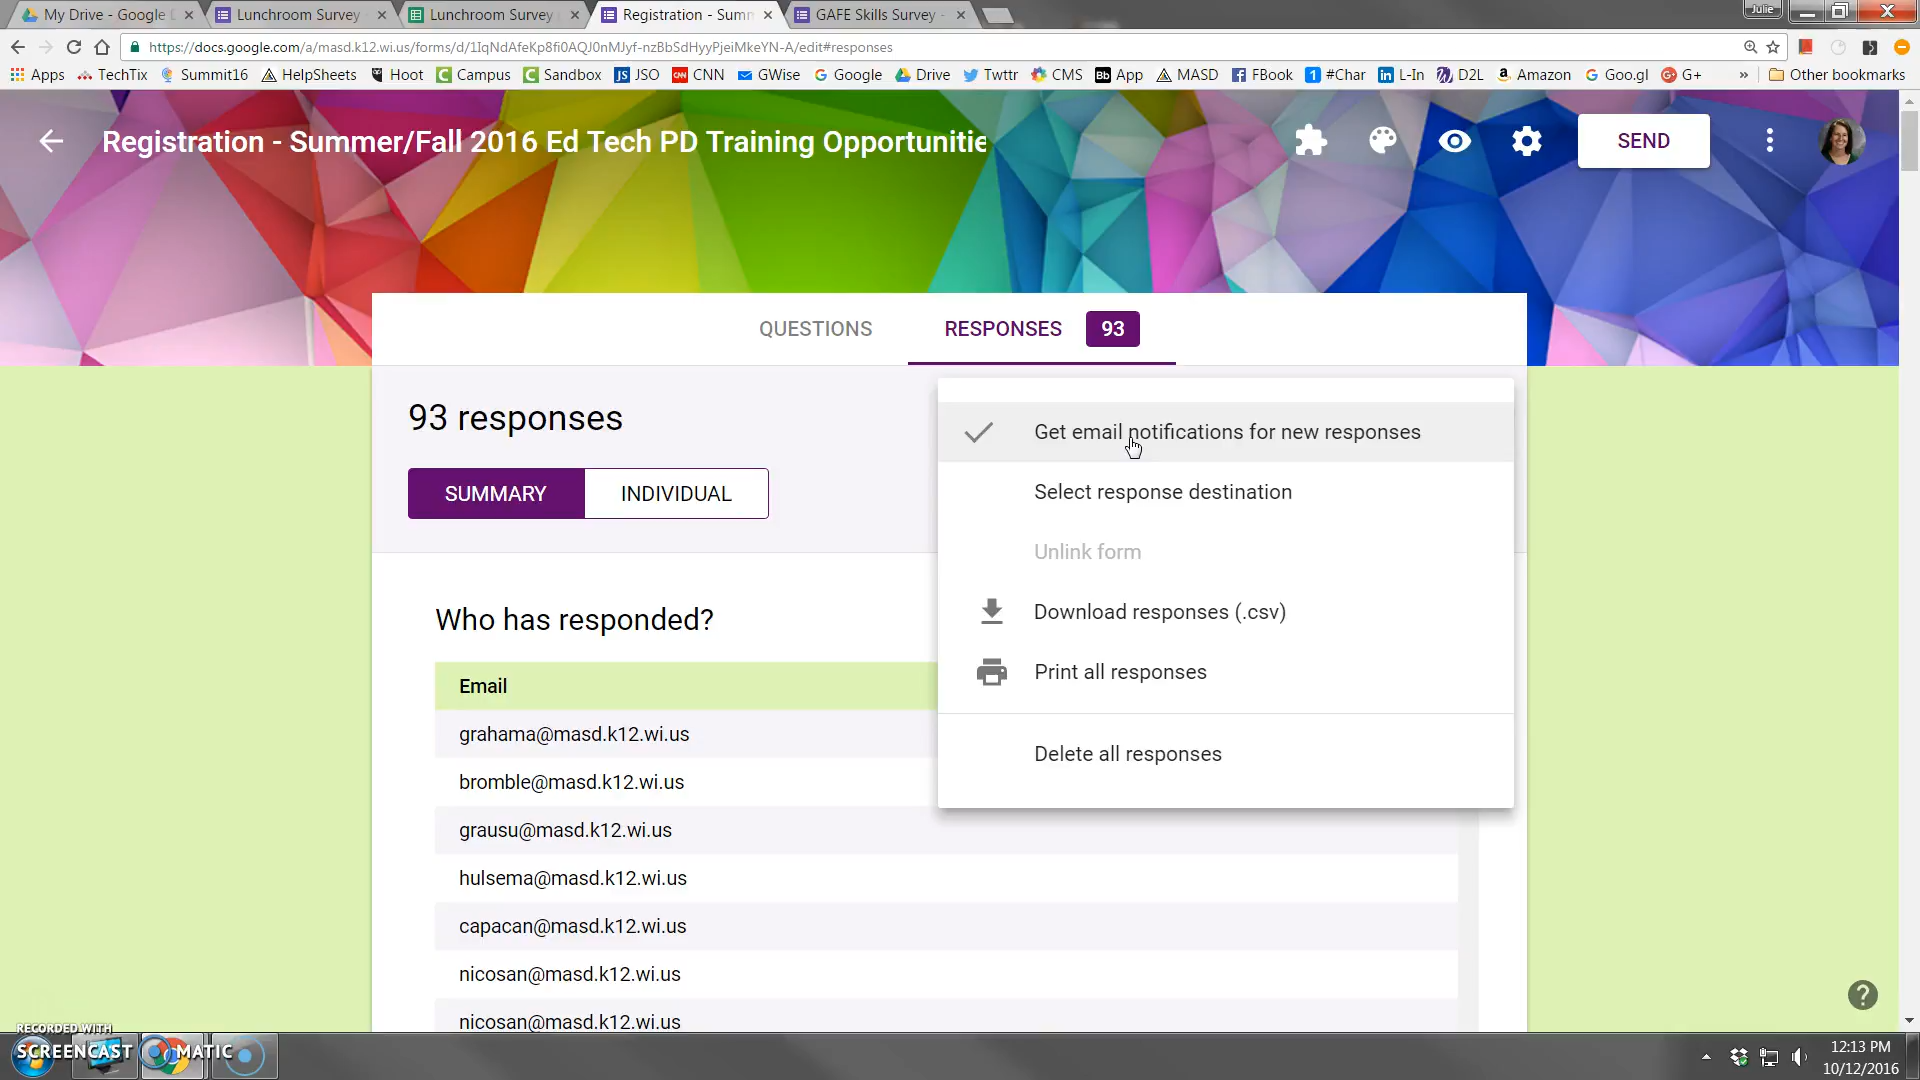 My Drive - Google D
Lunchroom Survey -
Lunchroom Survey
Registration - Summ
GAFE Skills Survey -
Julie
https://docs.google.com/a/masd.k12.wi.us/forms/d/1IqNdAfeKp8fi0AQJ0nMJyf-nzBbSdHyyPjeiMkeYN-A/edit#responses
Apps TechTix Summit16 HelpSheets Hoot Campus Sandbox JS JSO CNN GWise Google Drive Twttr CMS Bb App MASD FBook 1 #Char L-In D2L Amazon Goo.gl G+ » Other bookmarks
Registration - Summer/Fall 2016 Ed Tech PD Training Opportunitie
SEND
QUESTIONS
RESPONSES 93
93 responses
SUMMARY
INDIVIDUAL
Get email notifications for new responses
Select response destination
Unlink form
Download responses (.csv)
Print all responses
Delete all responses
Who has responded?
Email
grahama@masd.k12.wi.us
bromble@masd.k12.wi.us
grausu@masd.k12.wi.us
hulsema@masd.k12.wi.us
capacan@masd.k12.wi.us
nicosan@masd.k12.wi.us
nicosan@masd.k12.wi.us
?
RECORDED WITH
SCREENCAST MATIC
12:13 PM
10/12/2016